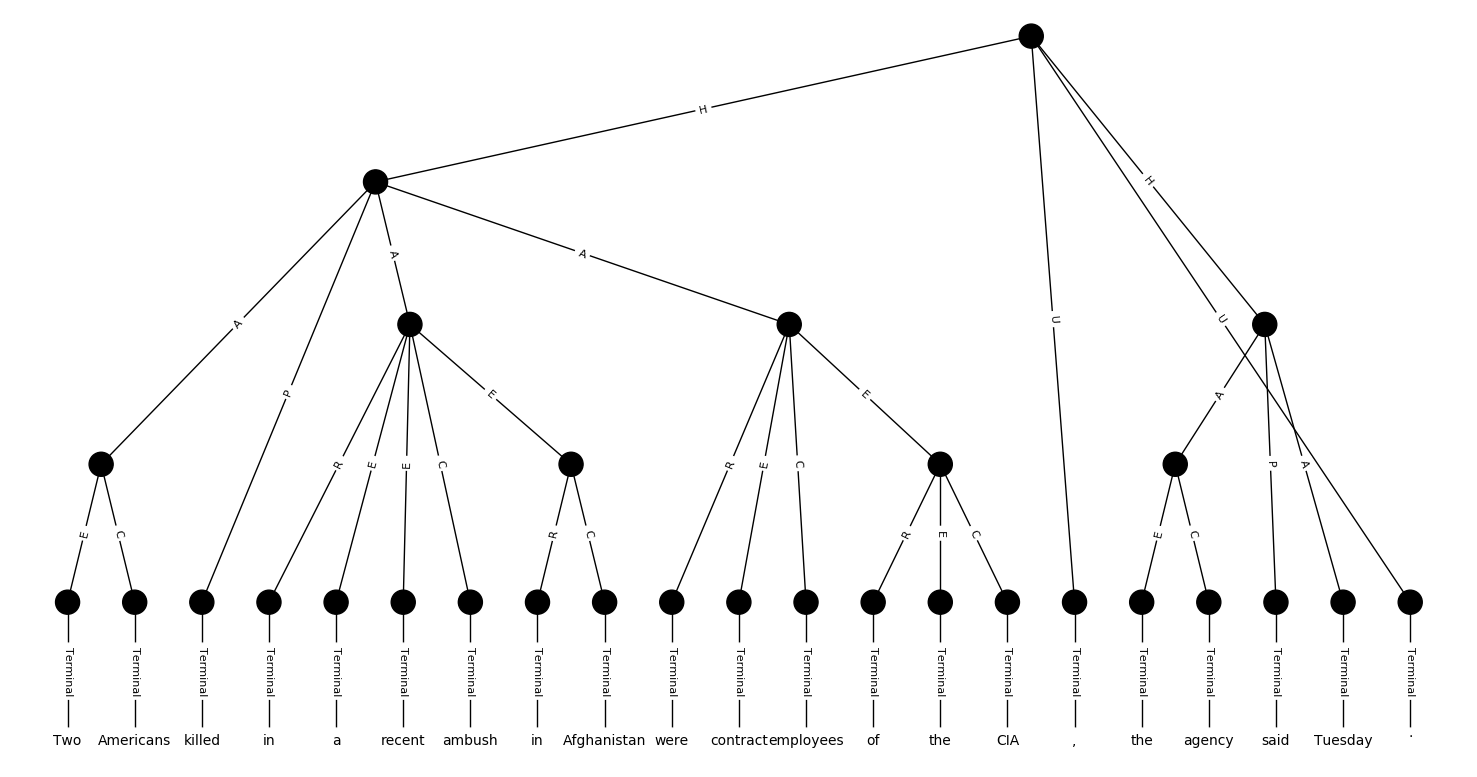 H
H
A
A
U
U
A
P
E
E
A
R
E
E
C
R
E
C
P
A
E
C
R
C
R
E
C
E
C
Terminal Terminal Terminal Terminal Terminal Terminal Terminal Terminal Terminal Terminal Terminal Terminal Terminal Terminal Terminal Terminal Terminal Terminal Terminal Terminal Terminal
Two Americans killed in a recent ambush in Afghanistan were contract employees of the CIA , the agency said Tuesday .